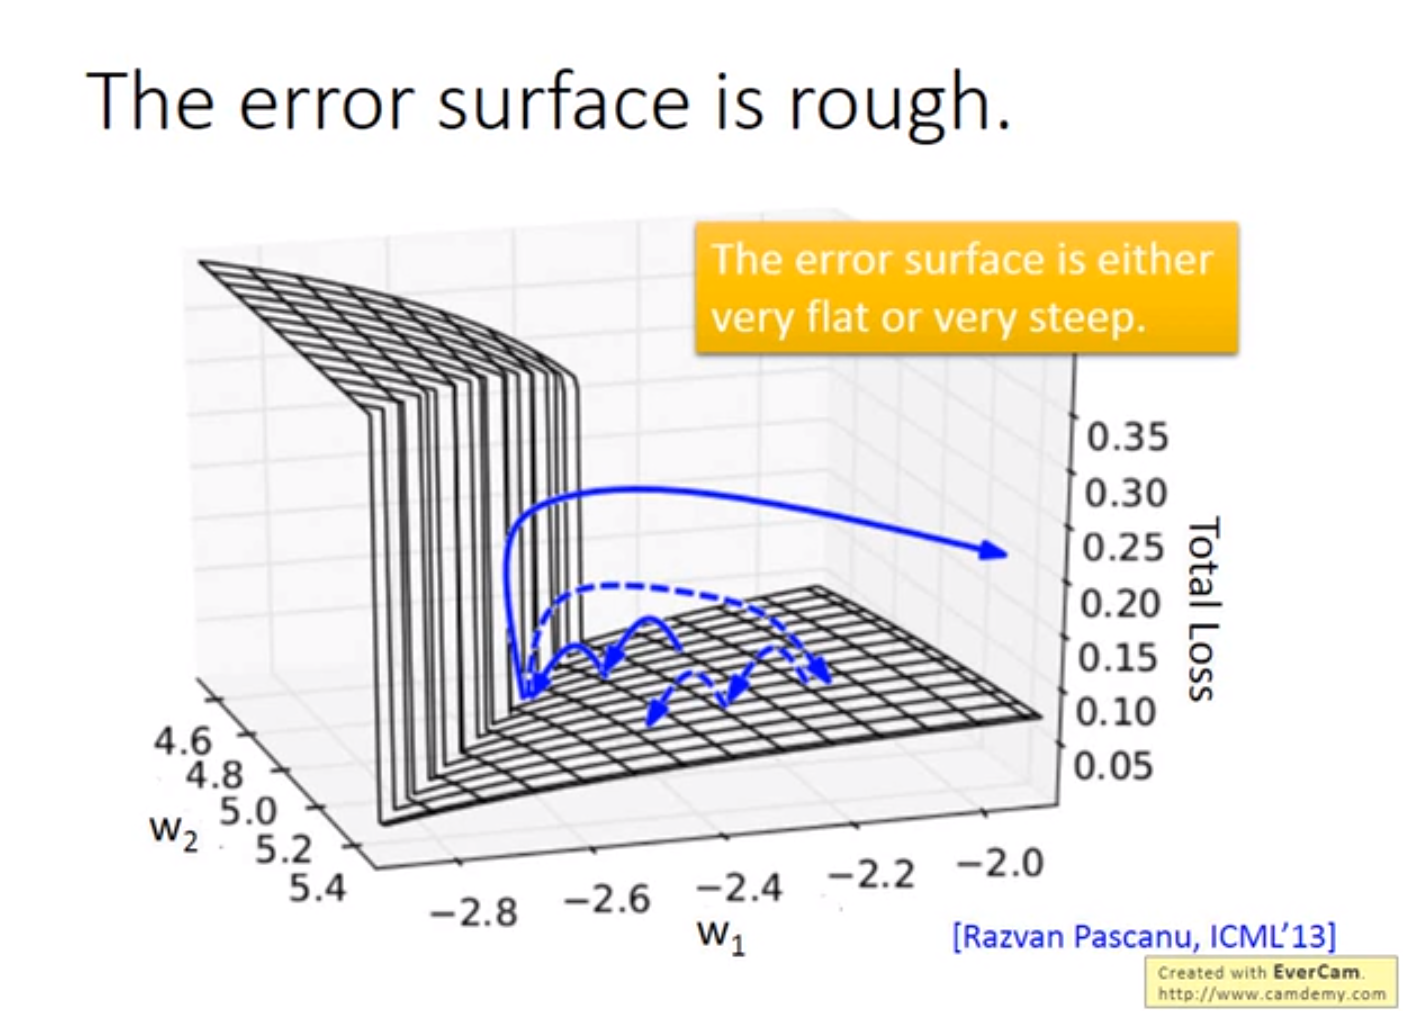 The error surface is rough.
The error surface is either
very flat or very steep.
0.35
0.30
0.25
0.20
0.15
0.10
0.05
Total Loss
4.6
4.8
5.0
5.2
5.4
w₂
−2.8
−2.6
−2.4
−2.2
−2.0
w₁
[Razvan Pascanu, ICML’13]
Created with EverCam.
http://www.camdemy.com